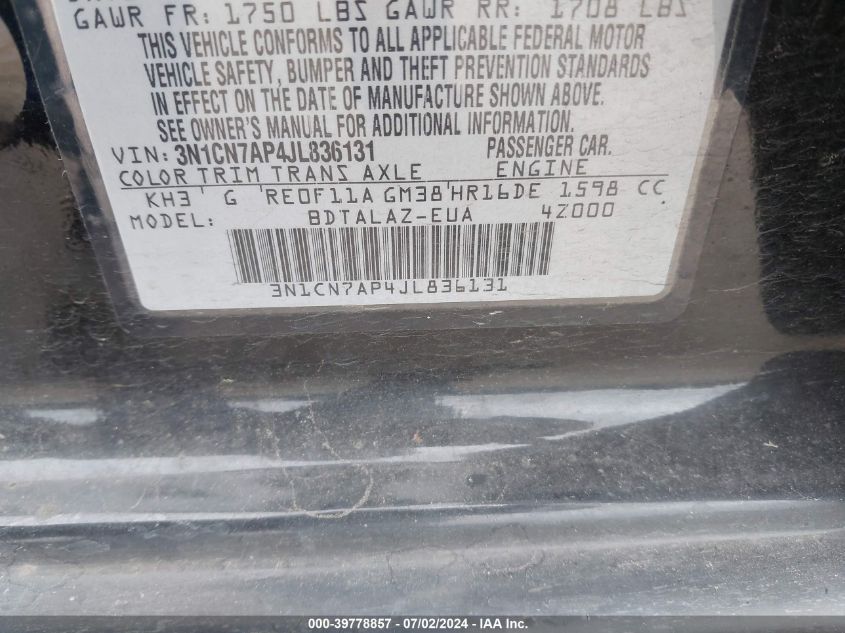 GAWR FR: 1750 LBS GAWR RR: 1708 LBS
THIS VEHICLE CONFORMS TO ALL APPLICABLE FEDERAL MOTOR
VEHICLE SAFETY, BUMPER AND THEFT PREVENTION STANDARDS
IN EFFECT ON THE DATE OF MANUFACTURE SHOWN ABOVE.
SEE OWNERS MANUAL FOR ADDITIONAL INFORMATION
VIN: 3N1CN7AP4JL836131 PASSENGER CAR.
COLOR TRIM TRANS AXLE ENGINE
KH3 G RE0F11A GM38 HR16DE 1598 CC
MODEL: BDTALAZ-EUA 4Z000
3N1CN7AP4JL836131
000-39778857 - 07/02/2024 - IAA Inc.